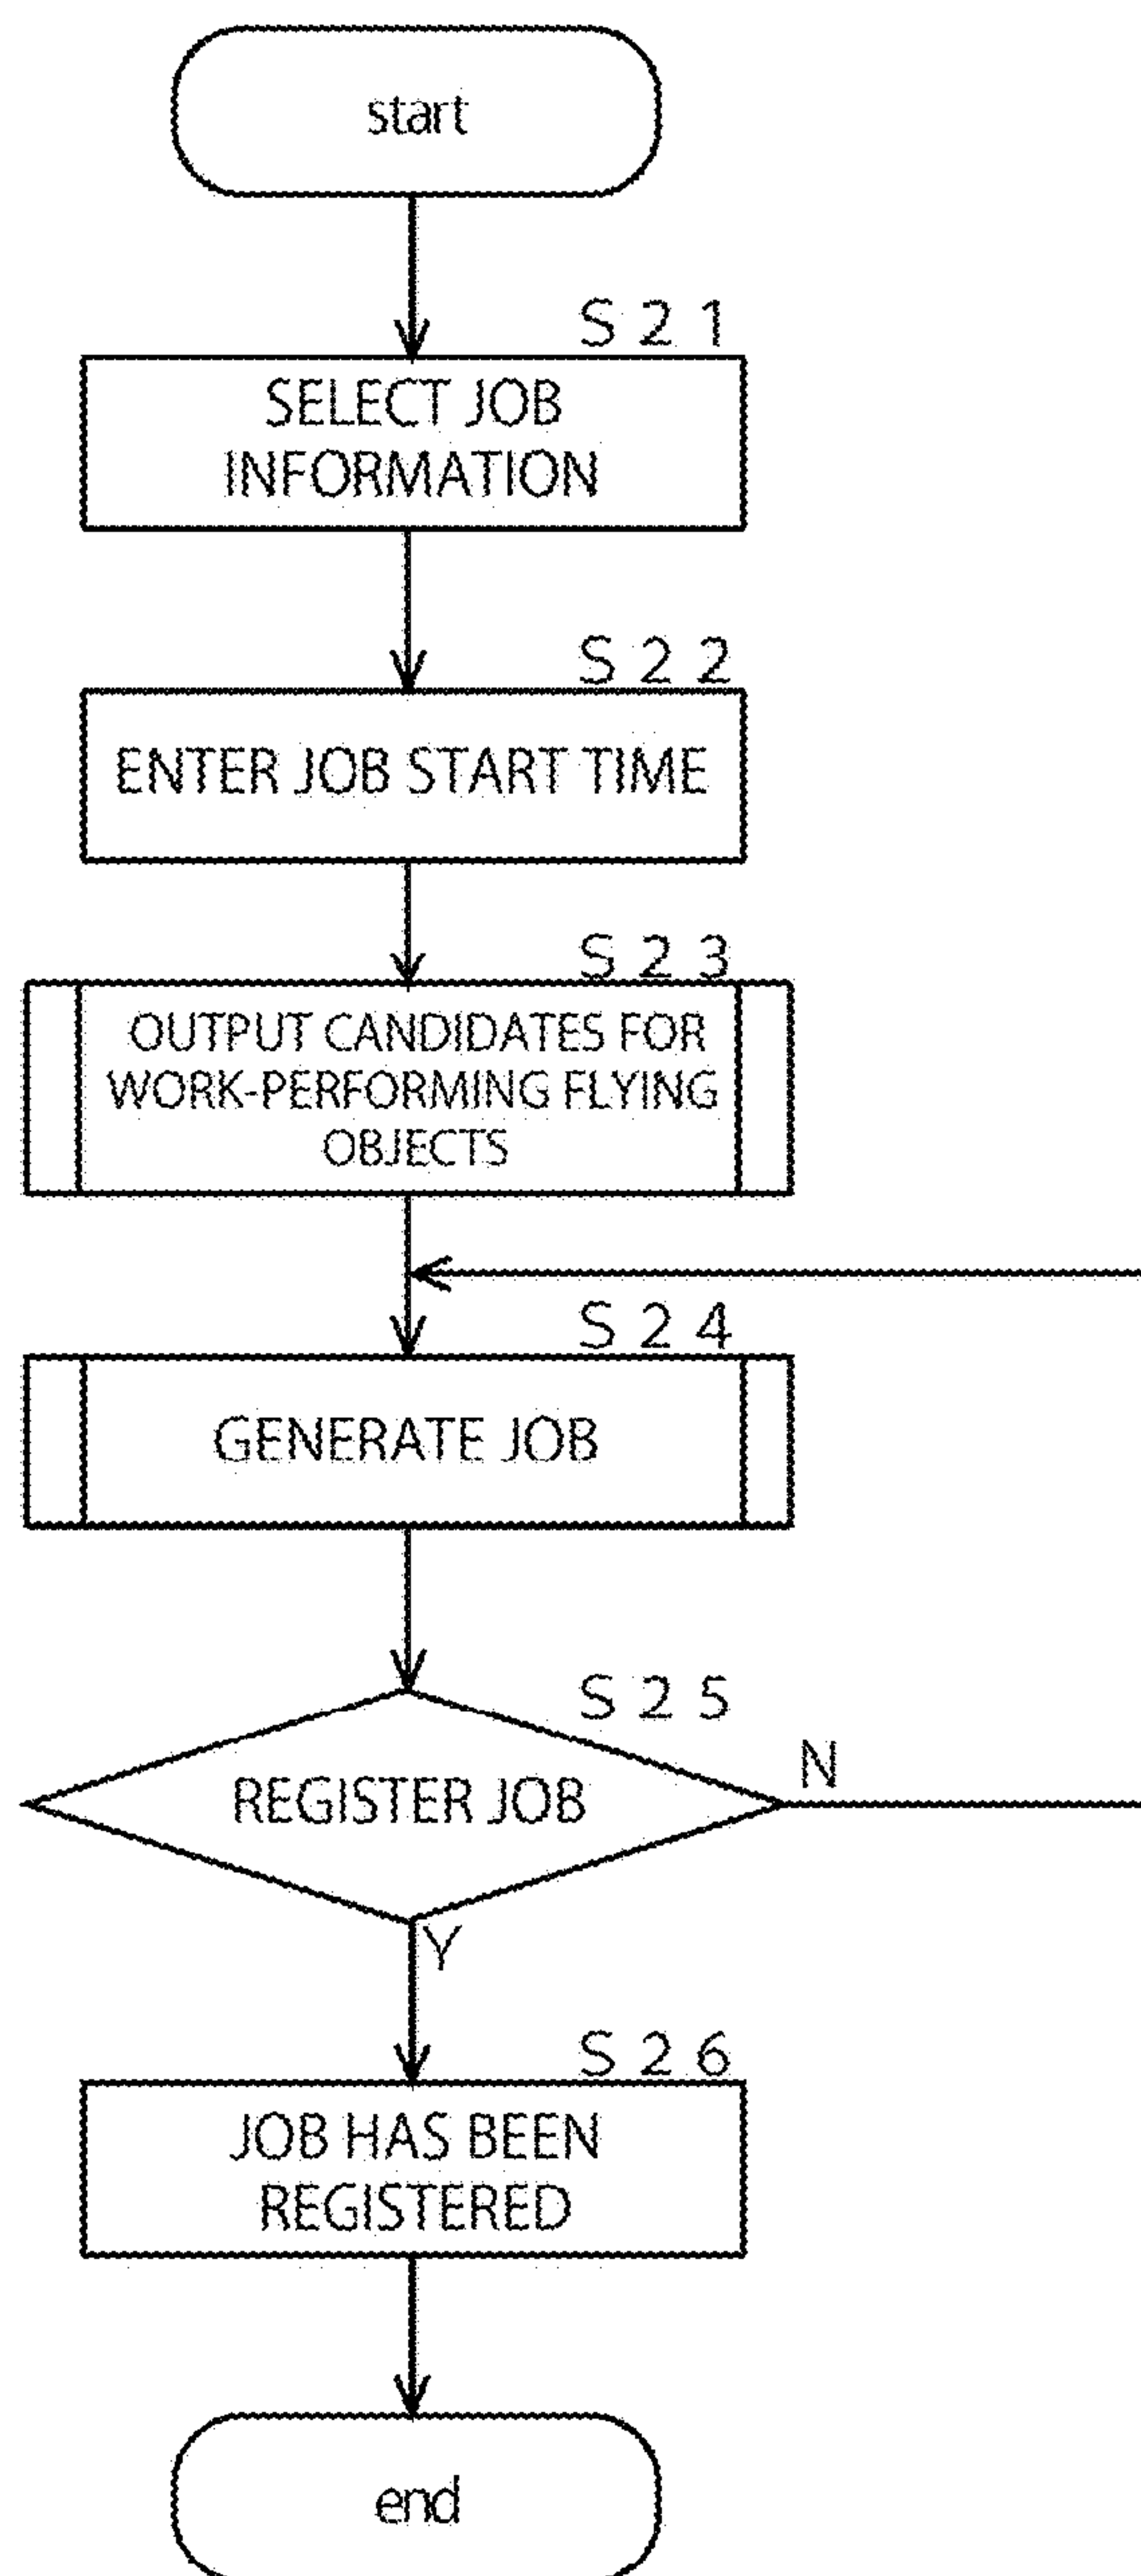 start
S21
SELECT JOB
INFORMATION
S22
ENTER JOB START TIME
S23
OUTPUT CANDIDATES FOR
WORK-PERFORMING FLYING
OBJECTS
S24
GENERATE JOB
S25
REGISTER JOB
N
Y
S26
JOB HAS BEEN
REGISTERED
end